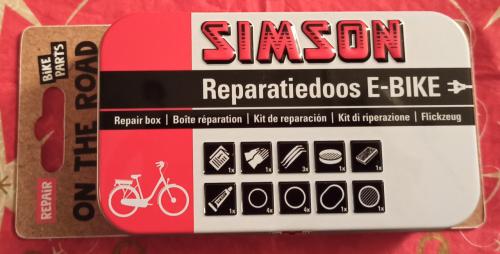 BIKE
PARTS
ON THE ROAD
REPAIR
SIMSON
Reparatiedoos E-BIKE
Repair box | Boîte réparation | Kit de reparación | Kit di riperazione | Flickzeug
1x 1x 3x 1x 1x
1x 4x 4x 1x 1x